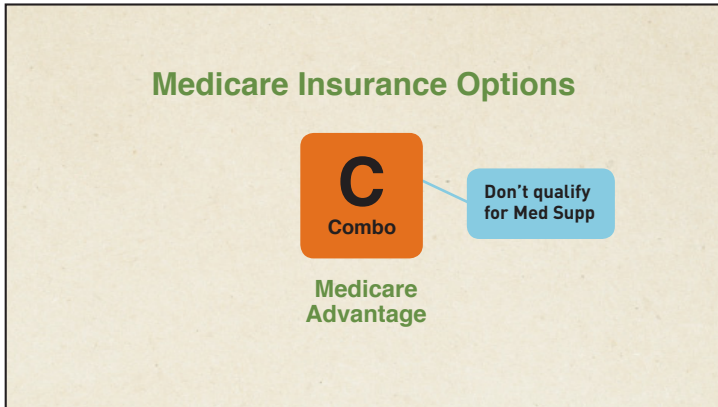 Medicare Insurance Options
C
Combo
Don’t qualify
for Med Supp
Medicare
Advantage